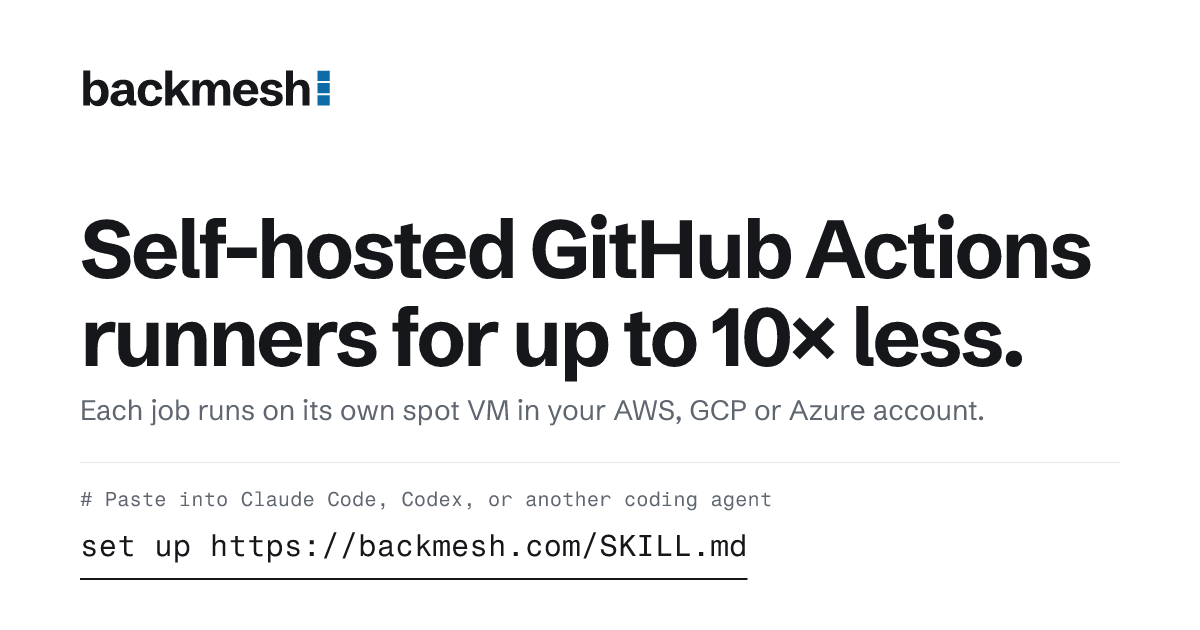 backmesh
Self-hosted GitHub Actions
runners for up to 10× less.
Each job runs on its own spot VM in your AWS, GCP or Azure account.
# Paste into Claude Code, Codex, or another coding agent
set up https://backmesh.com/SKILL.md